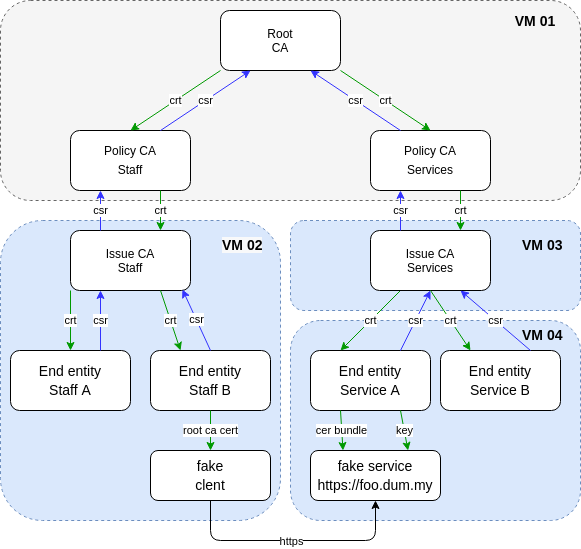 VM 01
Root
CA
crt
csr
csr
crt
Policy CA
Staff
Policy CA
Services
csr
crt
csr
crt
VM 02
VM 03
Issue CA
Staff
Issue CA
Services
crt
csr
crt
csr
crt
csr
crt
csr
VM 04
End entity
Staff A
End entity
Staff B
End entity
Service A
End entity
Service B
root ca cert
cer bundle
key
fake
clent
fake service
https://foo.dum.my
https